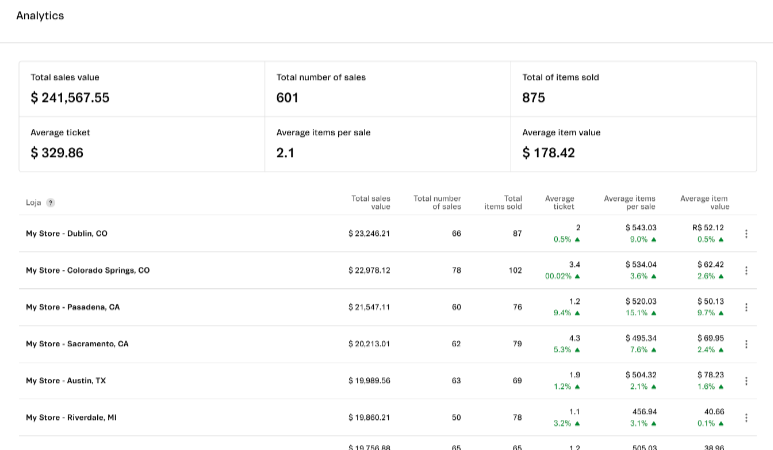 Analytics
Total sales value
Total number of sales
Total of items sold
$ 241,567.55
601
875
Average ticket
Average items per sale
Average item value
$ 329.86
2.1
$ 178.42
Loja ? Total sales value Total number of sales Total items sold Average ticket Average items per sale Average item value
My Store - Dublin, CO $ 23,246.21 66 87 2 $ 543.03 R$ 52.12
0.5% ▲ 9.0% ▲ 0.5% ▲
My Store - Colorado Springs, CO $ 22,978.12 78 102 3.4 $ 534.04 $ 62.42
00.02% ▲ 3.6% ▲ 2.6% ▲
My Store - Pasadena, CA $ 21,547.11 60 76 1.2 $ 520.03 $ 50.13
9.4% ▲ 15.1% ▲ 9.7% ▲
My Store - Sacramento, CA $ 20,213.01 62 79 4.3 $ 495.34 $ 69.95
5.3% ▲ 7.6% ▲ 2.4% ▲
My Store - Austin, TX $ 19,989.56 63 69 1.9 $ 504.32 $ 78.23
1.2% ▲ 2.1% ▲ 1.6% ▲
My Store - Riverdale, MI $ 19,860.21 50 78 1.1 456.94 40.66
3.2% ▲ 3.1% ▲ 0.1% ▲
$ 19,756.88 65 65 1.2 505.03 38.96